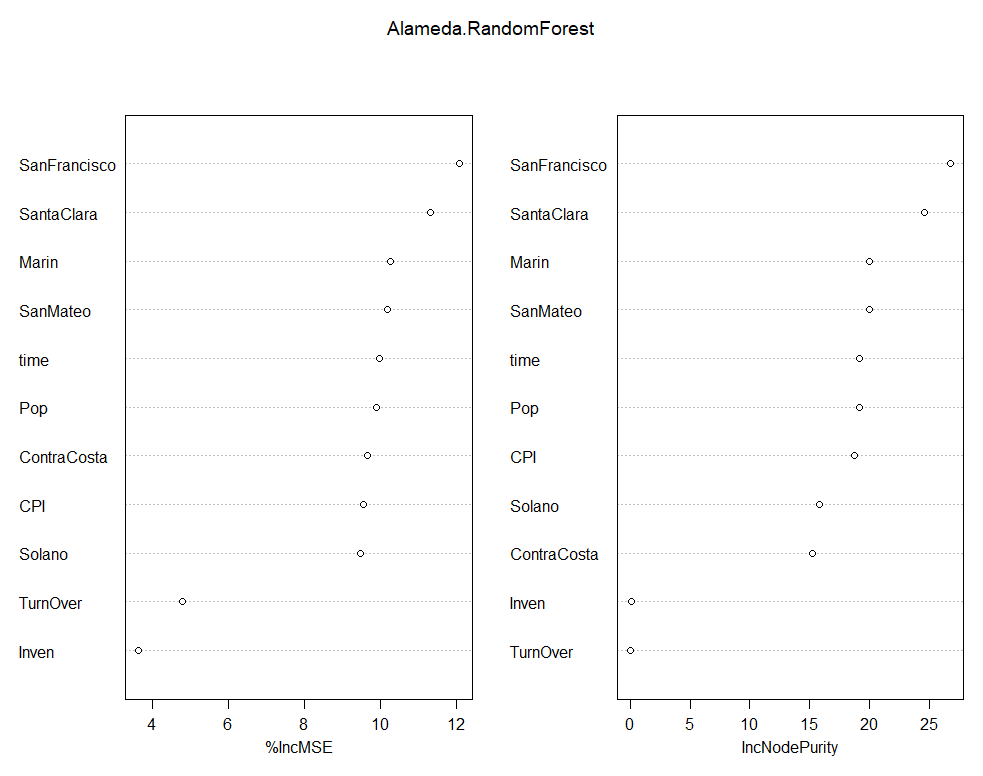 Alameda.RandomForest
SanFrancisco
SantaClara
Marin
SanMateo
time
Pop
ContraCosta
CPI
Solano
TurnOver
Inven
4 6 8 10 12
%IncMSE
SanFrancisco
SantaClara
Marin
SanMateo
time
Pop
CPI
Solano
ContraCosta
Inven
TurnOver
0 5 10 15 20 25
IncNodePurity